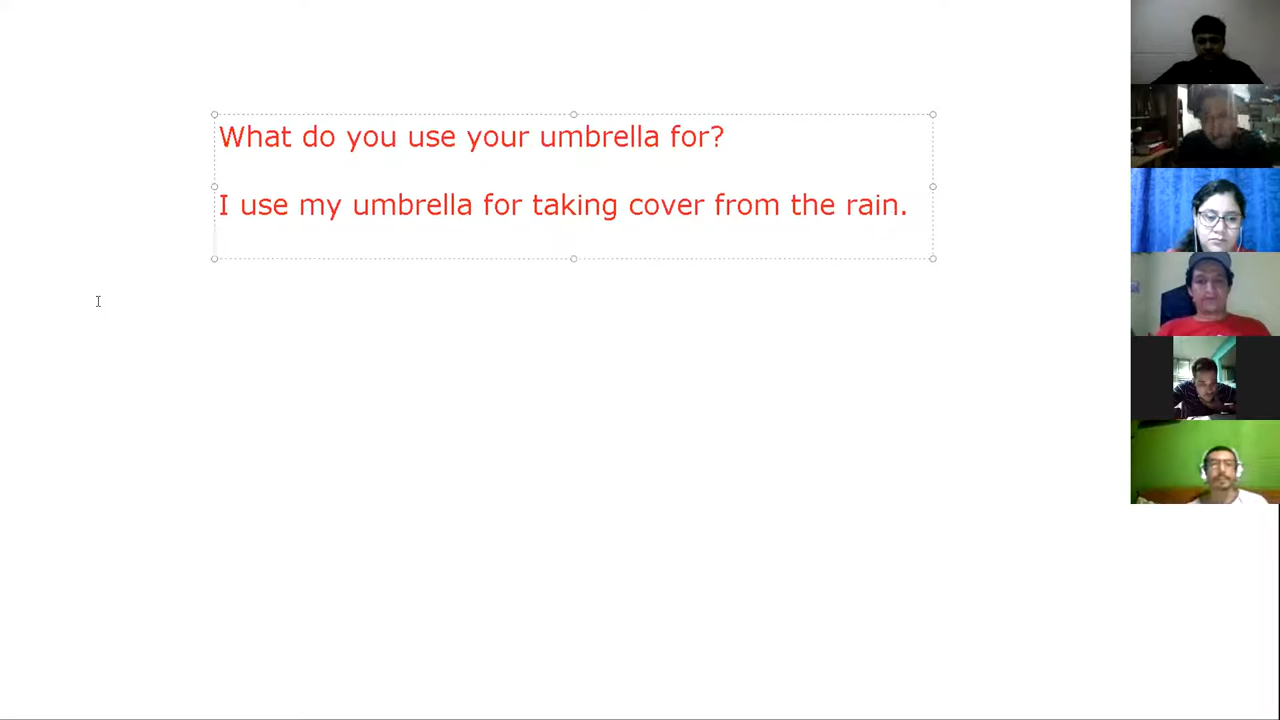 What do you use your umbrella for?
I use my umbrella for taking cover from the rain.